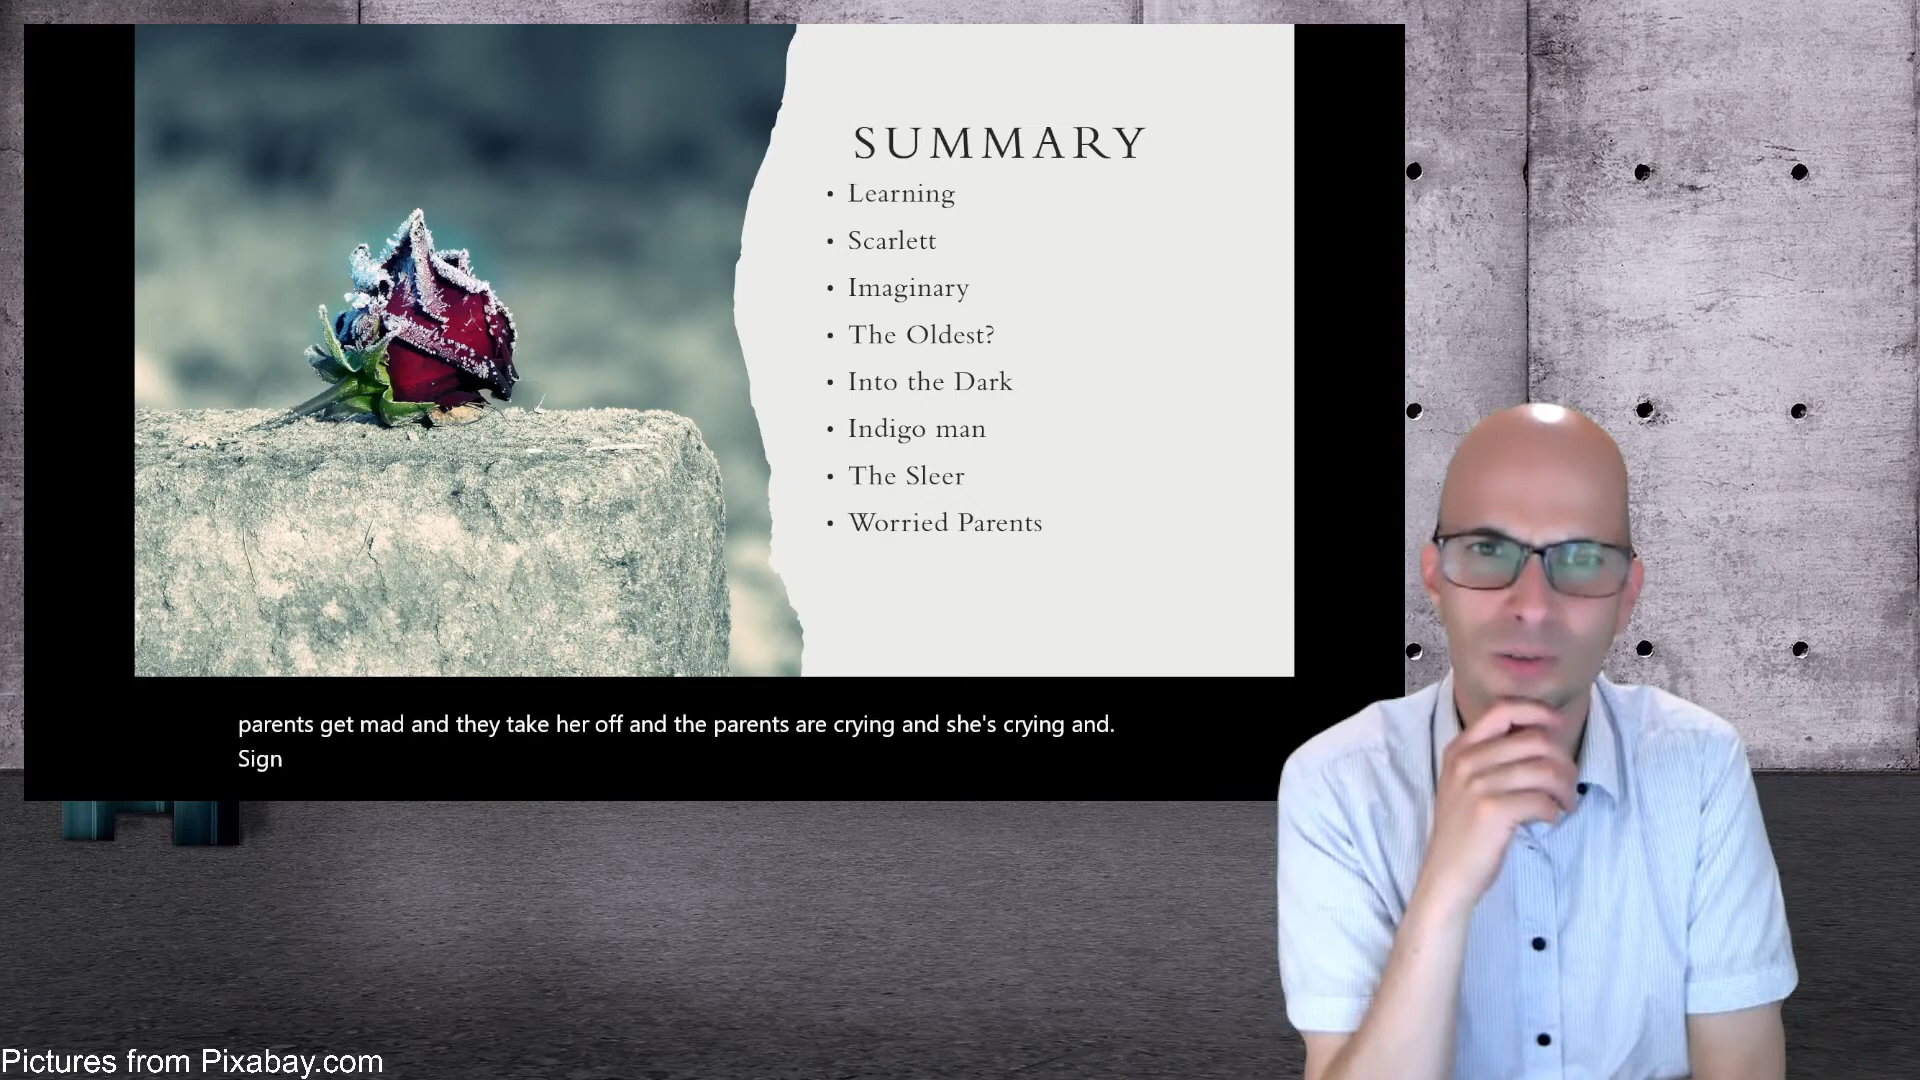 SUMMARY
• Learning
• Scarlett
• Imaginary
• The Oldest?
• Into the Dark
• Indigo man
• The Sleer
• Worried Parents
parents get mad and they take her off and the parents are crying and she's crying and.
Sign
Pictures from Pixabay.com